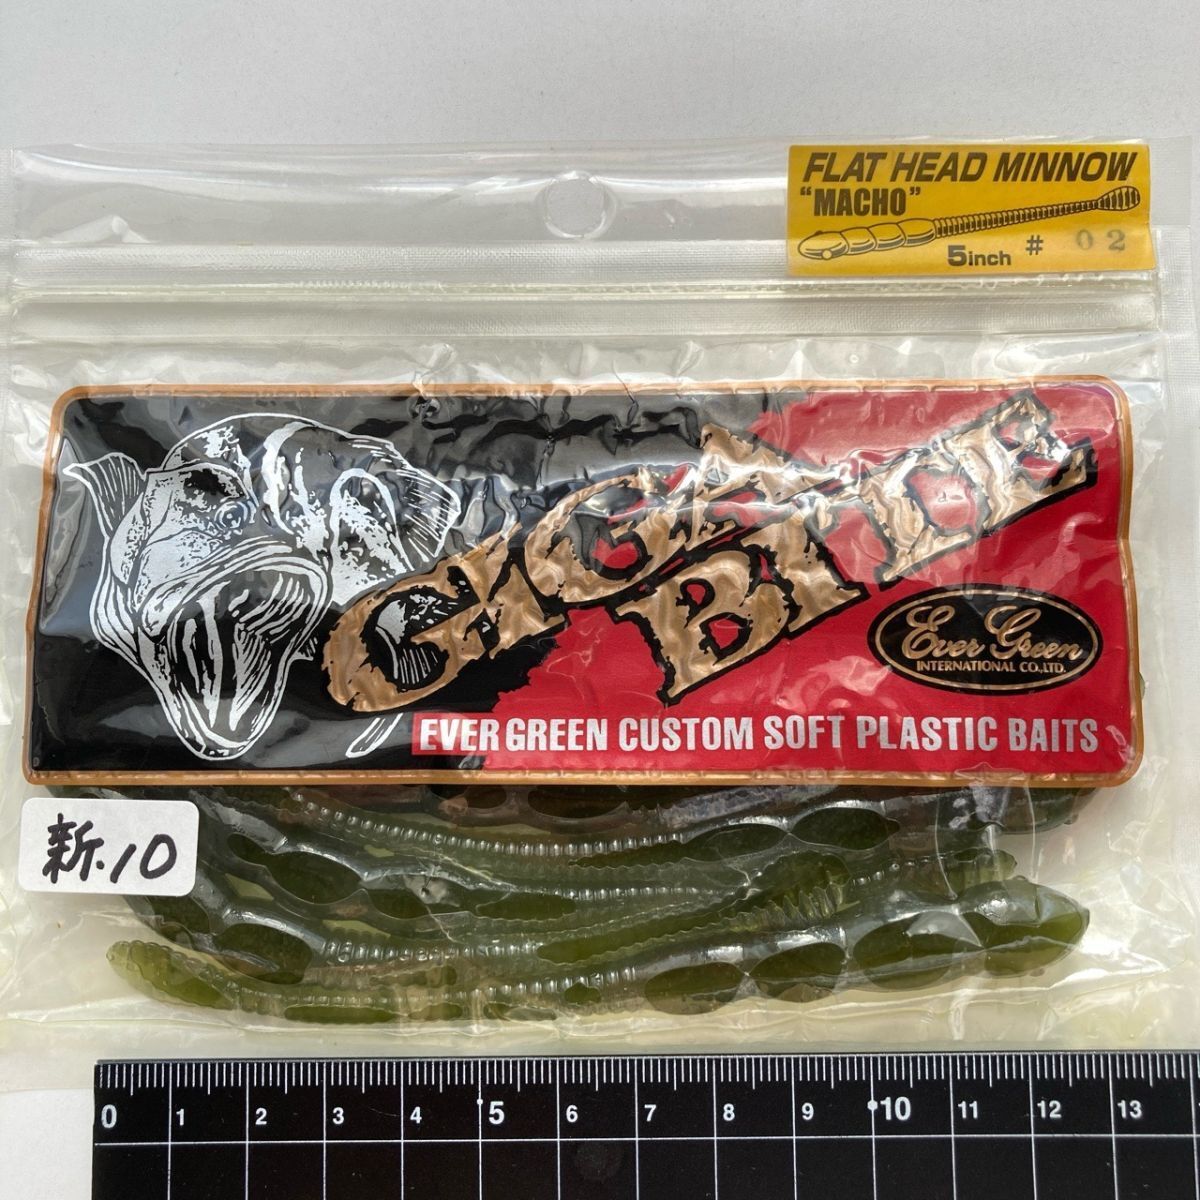 FLAT HEAD MINNOW
"MACHO"
5inch # 02
GHOST BITE
Ever Green
INTERNATIONAL CO.,LTD.
EVER GREEN CUSTOM SOFT PLASTIC BAITS
新.10
0 1 2 3 4 5 6 7 8 9 10 11 12 13